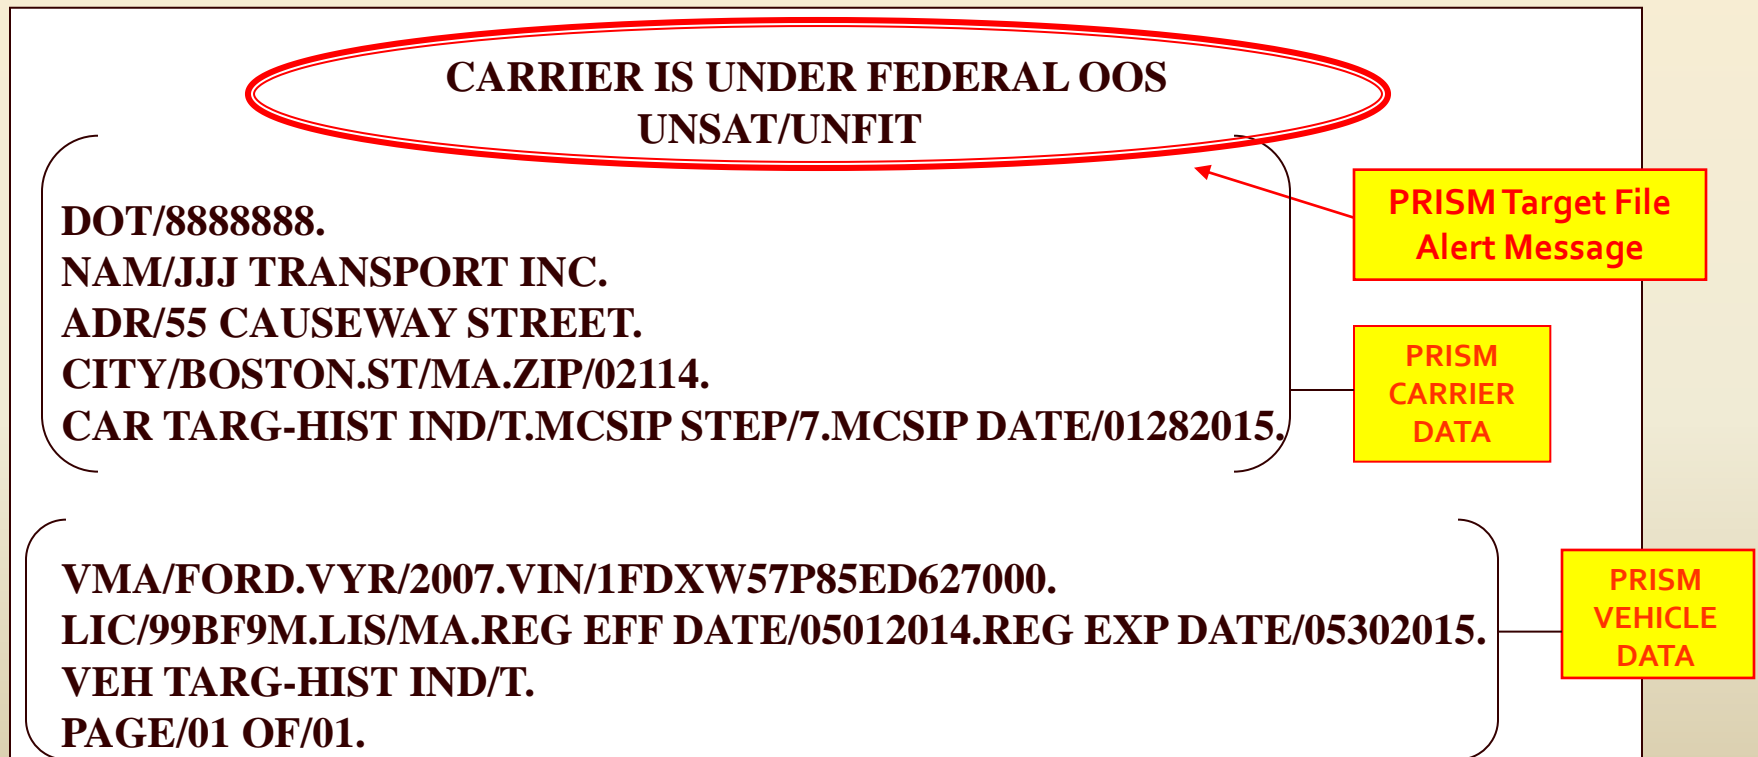 CARRIER IS UNDER FEDERAL OOS
UNSAT/UNFIT
PRISM Target File
Alert Message
DOT/8888888.
NAM/JJJ TRANSPORT INC.
ADR/55 CAUSEWAY STREET.
CITY/BOSTON.ST/MA.ZIP/02114.
CAR TARG-HIST IND/T.MCSIP STEP/7.MCSIP DATE/01282015.
PRISM
CARRIER
DATA
VMA/FORD.VYR/2007.VIN/1FDXW57P85ED627000.
LIC/99BF9M.LIS/MA.REG EFF DATE/05012014.REG EXP DATE/05302015.
VEH TARG-HIST IND/T.
PAGE/01 OF/01.
PRISM
VEHICLE
DATA